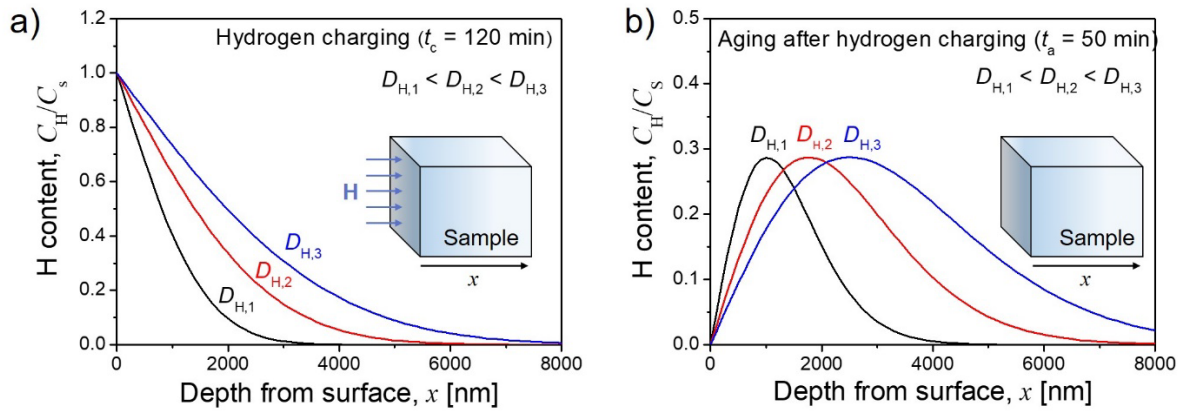 a)
Hydrogen charging (tc = 120 min)
DH,1 < DH,2 < DH,3
H content, CH/Cs
1.2
1.0
0.8
0.6
0.4
0.2
0.0
H
Sample
x
DH,3
DH,2
DH,1
0 2000 4000 6000 8000
Depth from surface, x [nm]
b)
Aging after hydrogen charging (ta = 50 min)
DH,1 < DH,2 < DH,3
H content, CH/CS
0.5
0.4
0.3
0.2
0.1
0.0
DH,1 DH,2 DH,3
Sample
x
0 2000 4000 6000 8000
Depth from surface, x [nm]